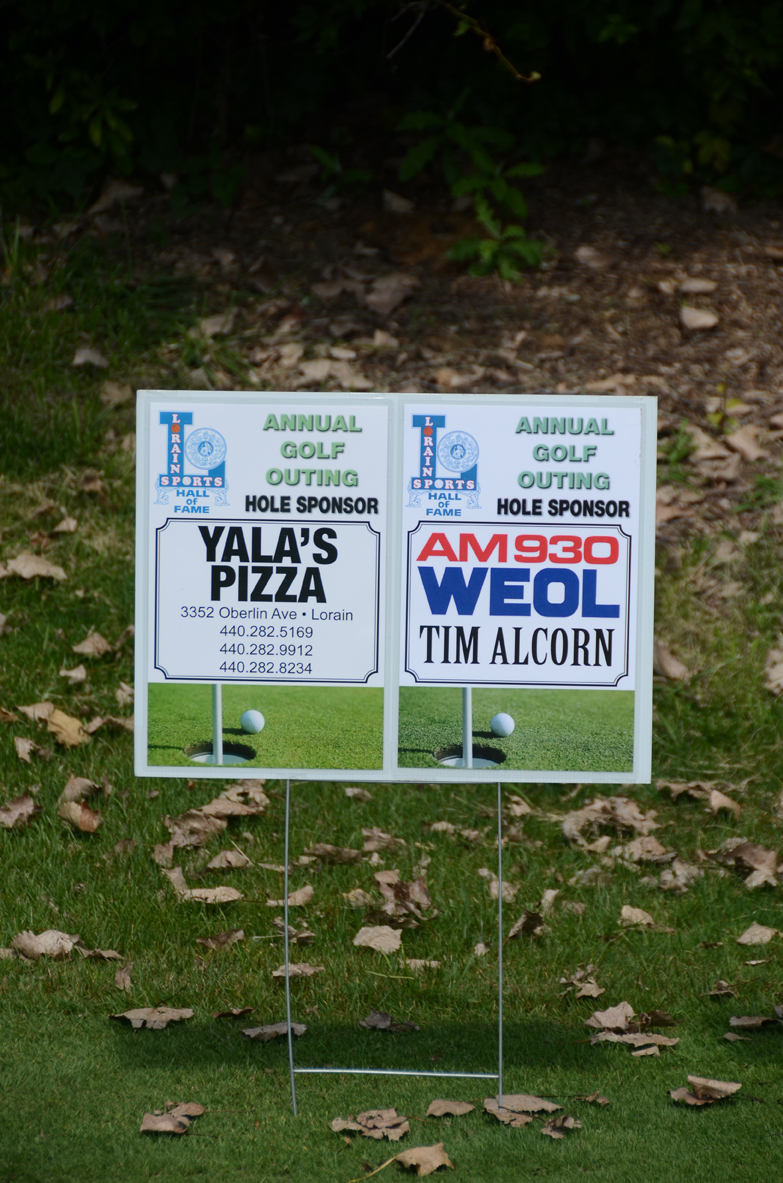 LORAIN
SPORTS
HALL
OF
FAME
ANNUAL
GOLF
OUTING
HOLE SPONSOR
YALA'S
PIZZA
3352 Oberlin Ave • Lorain
440.282.5169
440.282.9912
440.282.8234
LORAIN
SPORTS
HALL
OF
FAME
ANNUAL
GOLF
OUTING
HOLE SPONSOR
AM930
WEOL
TIM ALCORN